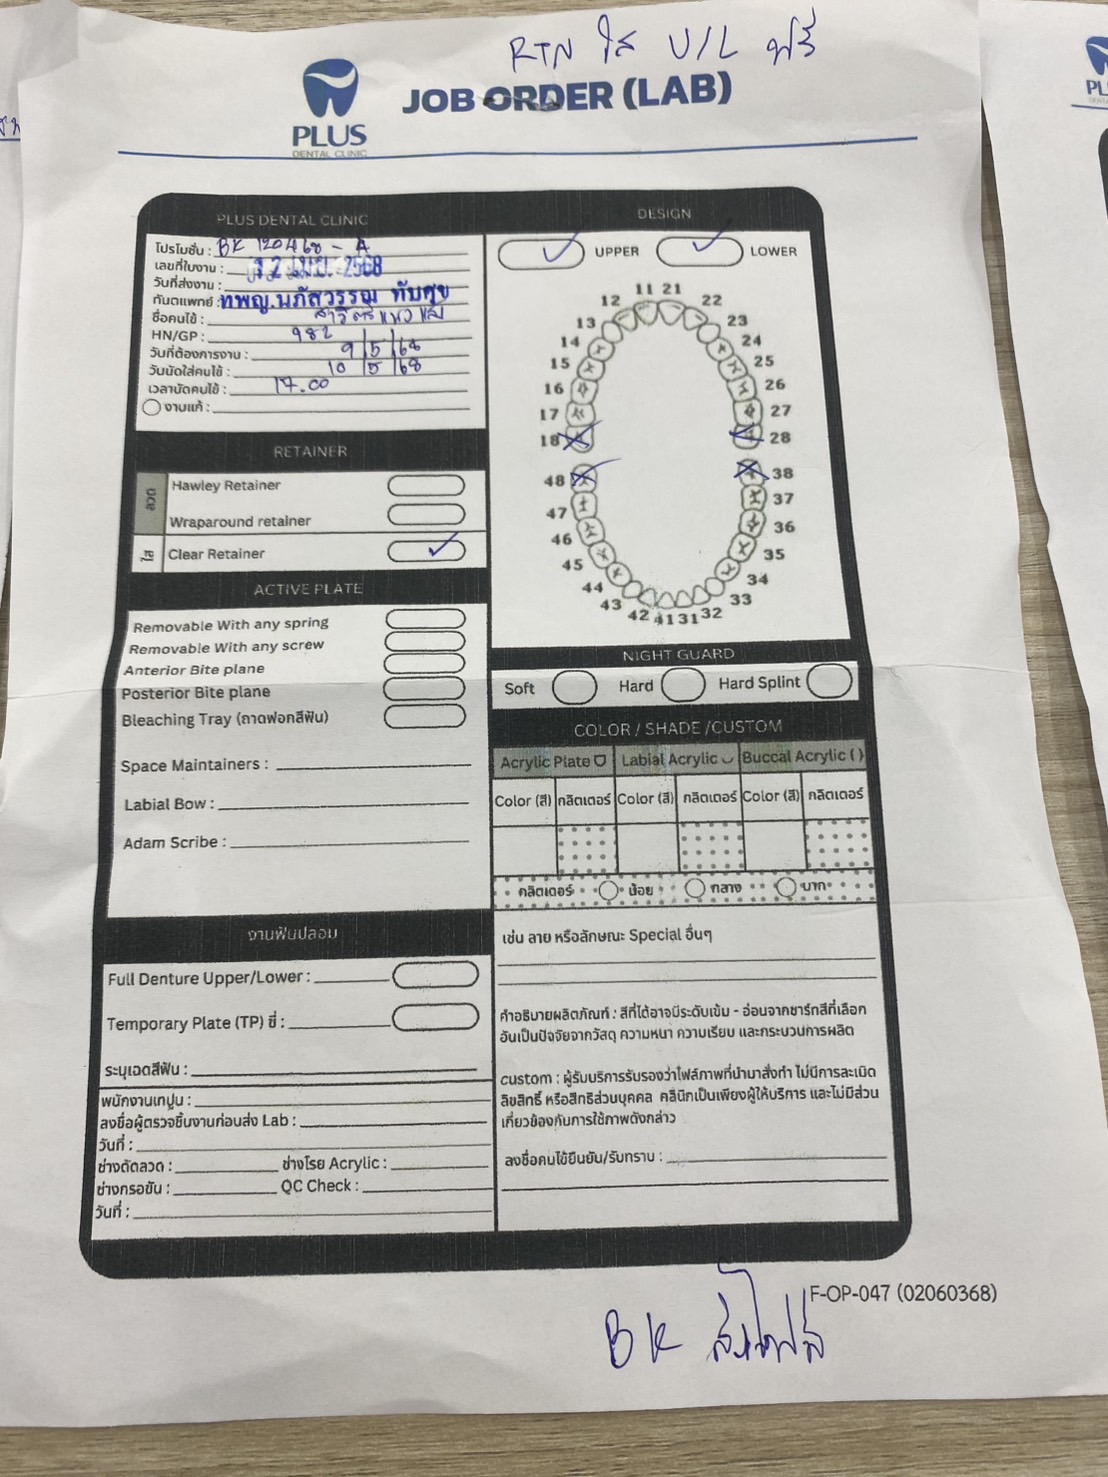 RTN ใส U/L ฟรี
PLUS
DENTAL CLINIC
JOB ORDER (LAB)
PLUS DENTAL CLINIC
โปรโมชั่น : BK 120468 - A
เลขที่ใบงาน :
วันที่ส่งงาน : 12 เม.ย. 2568
ทันตแพทย์ : ทพญ.นภัสวรรณ ทับศุข
ชื่อคนไข้ :
HN/GP : 982
วันที่ต้องการงาน : 9 5 68
วันนัดใส่คนไข้ : 10 5 68
เวลานัดคนไข้ : 17.00
งานแก้ :
RETAINER
ลวด
Hawley Retainer
Wraparound retainer
ใส
Clear Retainer
ACTIVE PLATE
Removable With any spring
Removable With any screw
Anterior Bite plane
Posterior Bite plane
Bleaching Tray (ถาดฟอกสีฟัน)
Space Maintainers :
Labial Bow :
Adam Scribe :
งานฟันปลอม
Full Denture Upper/Lower :
Temporary Plate (TP) ซี่ :
ระบุเฉดสีฟัน :
พนักงานเทปูน :
ลงชื่อผู้ตรวจชิ้นงานก่อนส่ง Lab :
วันที่ :
ช่างดัดลวด : ช่างโรย Acrylic :
ช่างกรอขัน : QC Check :
วันที่ :
DESIGN
UPPER LOWER
11 21
12 22
13 23
14 24
15 25
16 26
17 27
18 28
48 38
47 37
46 36
45 35
44 34
43 33
42 41 31 32
NIGHT GUARD
Soft Hard Hard Splint
COLOR / SHADE /CUSTOM
Acrylic Plate Labial Acrylic Buccal Acrylic ( )
Color (สี) กลิตเตอร์ Color (สี) กลิตเตอร์ Color (สี) กลิตเตอร์
กลิตเตอร์ น้อย กลาง มาก
เช่น ลาย หรือลักษณะ Special อื่นๆ
คำอธิบายผลิตภัณฑ์ : สีที่ได้อาจมีระดับเข้ม - อ่อนจากชาร์ทสีที่เลือก
อันเป็นปัจจัยจากวัสดุ ความหนา ความเรียบ และกระบวนการผลิต
custom : ผู้รับบริการรับรองว่าไฟล์ภาพที่นำมาสั่งทำ ไม่มีการละเมิด
ลิขสิทธิ์ หรือสิทธิส่วนบุคคล คลินิกเป็นเพียงผู้ให้บริการ และไม่มีส่วน
เกี่ยวข้องกับการใช้ภาพดังกล่าว
ลงชื่อคนไข้ยืนยัน/รับทราบ :
F-OP-047 (02060368)
BK ส่งไฟล์